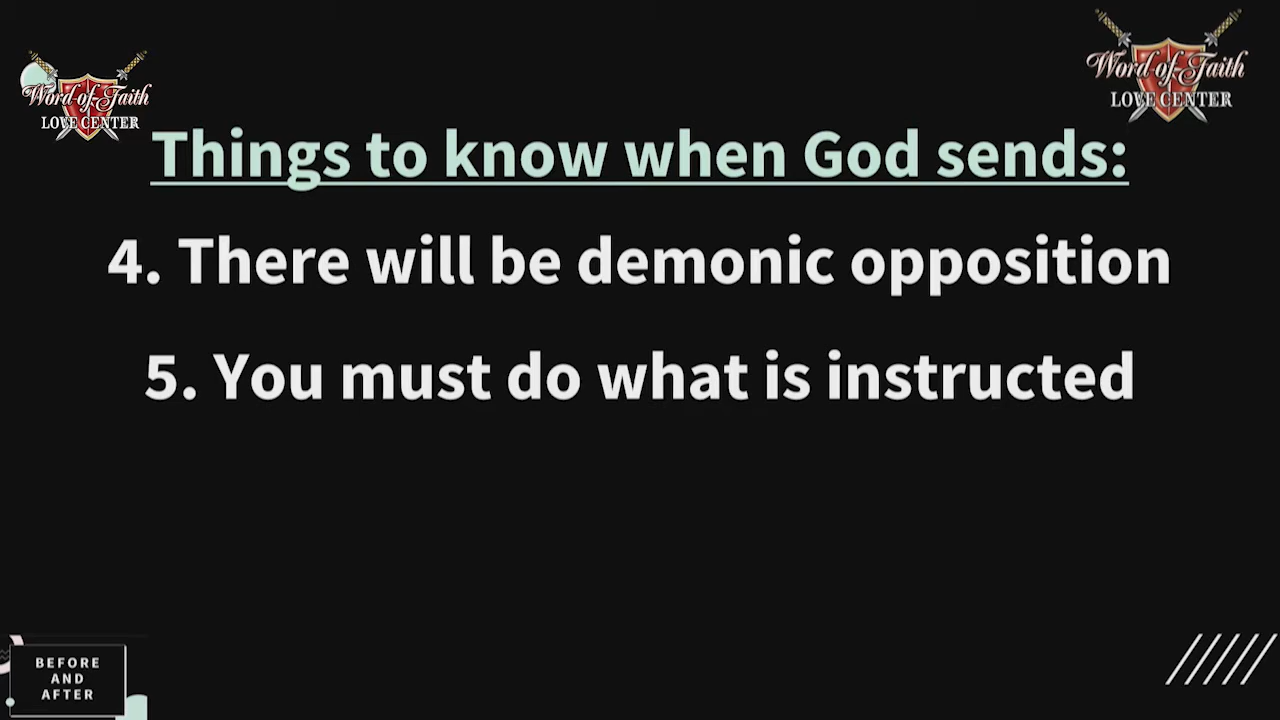 Word of Faith
LOVE CENTER
Word of Faith
LOVE CENTER
Things to know when God sends:
4. There will be demonic opposition
5. You must do what is instructed
BEFORE
AND
AFTER